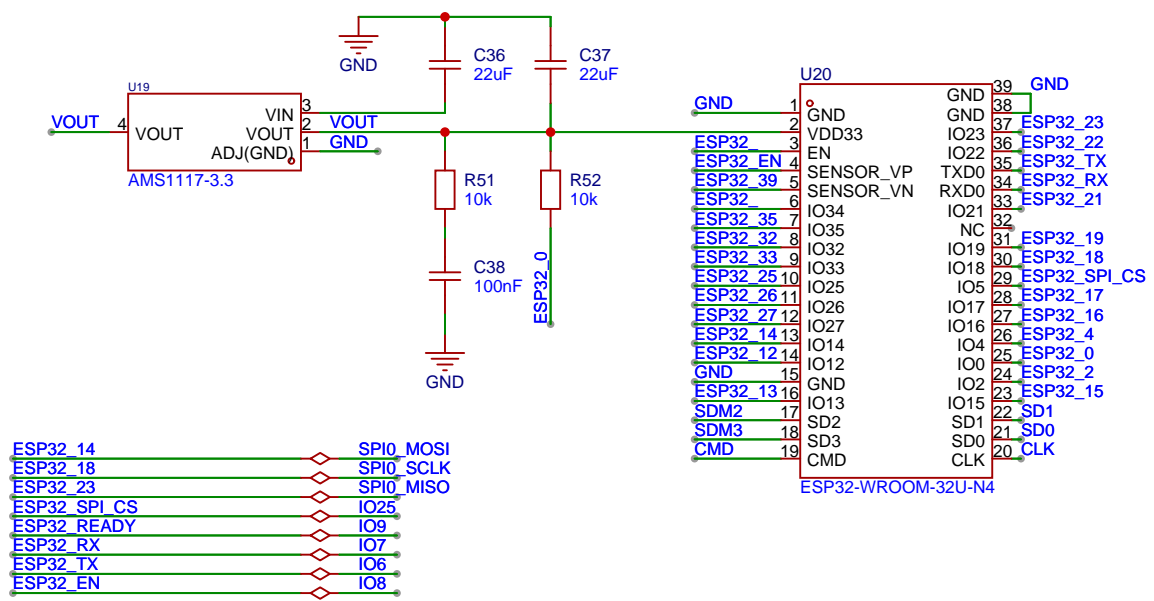 GND
C36
22uF
C37
22uF
U19
VOUT
4
VOUT
VIN
3
VOUT
2
VOUT
ADJ(GND)
1
GND
AMS1117-3.3
R51
10k
R52
10k
C38
100nF
ESP32_0
GND
U20
GND 1 GND
2 VDD33
ESP32_ 3 EN
ESP32_EN 4 SENSOR_VP
ESP32_39 5 SENSOR_VN
ESP32_ 6 IO34
ESP32_35 7 IO35
ESP32_32 8 IO32
ESP32_33 9 IO33
ESP32_25 10 IO25
ESP32_26 11 IO26
ESP32_27 12 IO27
ESP32_14 13 IO14
ESP32_12 14 IO12
GND 15 GND
ESP32_13 16 IO13
SDM2 17 SD2
SDM3 18 SD3
CMD 19 CMD
GND 39 GND
GND 38
IO23 37 ESP32_23
IO22 36 ESP32_22
TXD0 35 ESP32_TX
RXD0 34 ESP32_RX
IO21 33 ESP32_21
NC 32
IO19 31 ESP32_19
IO18 30 ESP32_18
IO5 29 ESP32_SPI_CS
IO17 28 ESP32_17
IO16 27 ESP32_16
IO4 26 ESP32_4
IO0 25 ESP32_0
IO2 24 ESP32_2
IO15 23 ESP32_15
SD1 22 SD1
SD0 21 SD0
CLK 20 CLK
ESP32-WROOM-32U-N4
ESP32_14 SPI0_MOSI
ESP32_18 SPI0_SCLK
ESP32_23 SPI0_MISO
ESP32_SPI_CS IO25
ESP32_READY IO9
ESP32_RX IO7
ESP32_TX IO6
ESP32_EN IO8